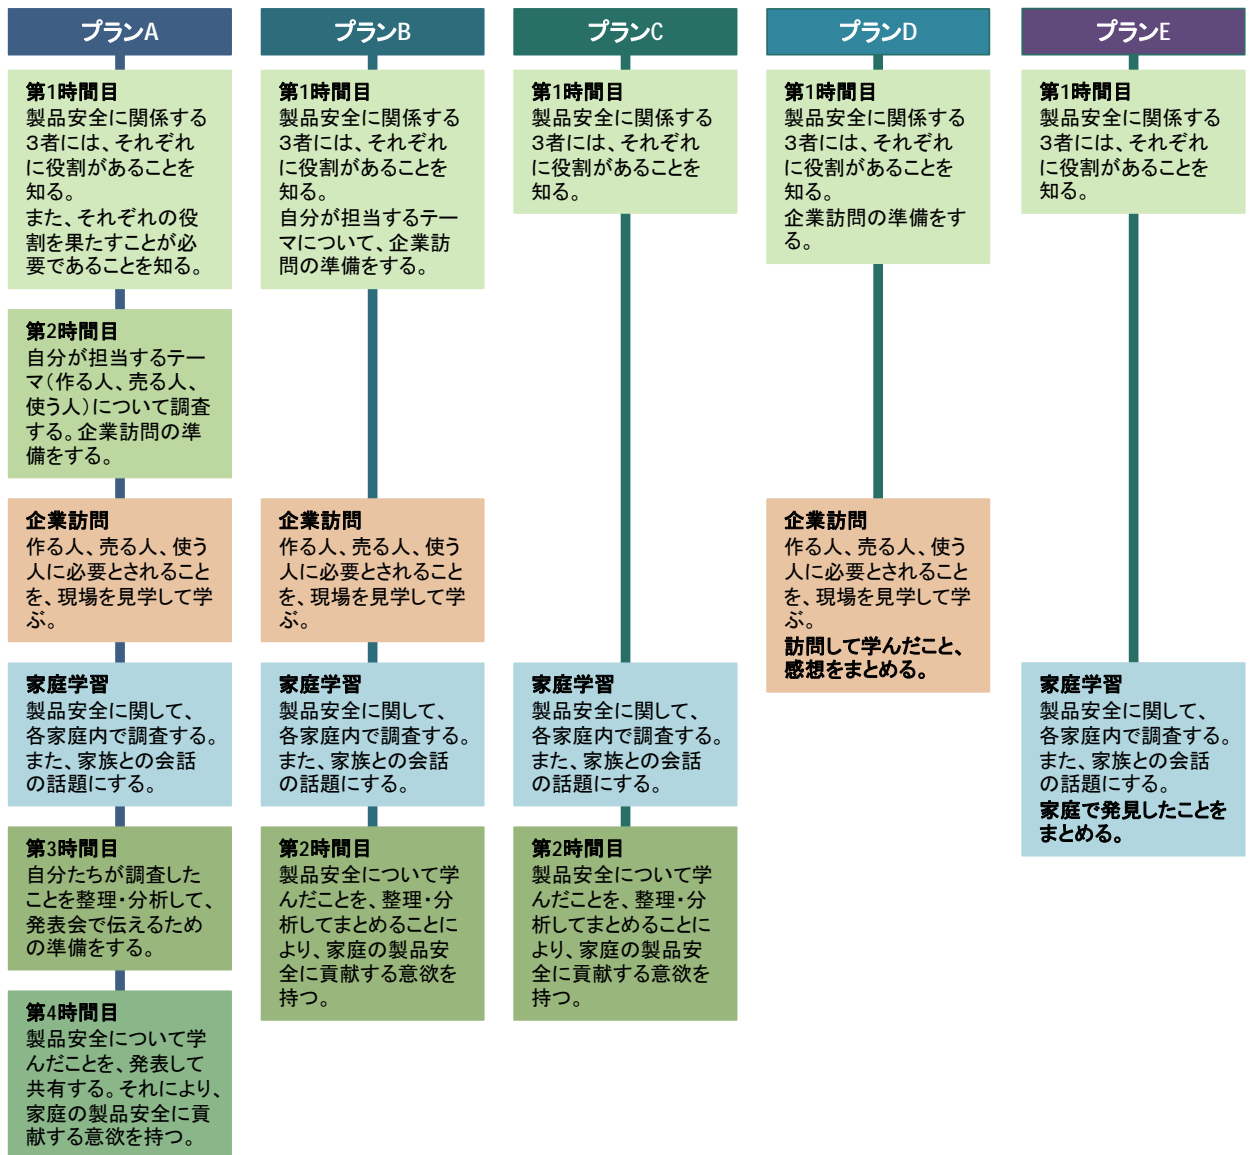 プランA
第1時間目
製品安全に関係する
3者には、それぞれ
に役割があることを
知る。
また、それぞれの役
割を果たすことが必
要であることを知る。
第2時間目
自分が担当するテー
マ(作る人、売る人、
使う人)について調査
する。企業訪問の準
備をする。
企業訪問
作る人、売る人、使う
人に必要とされること
を、現場を見学して学
ぶ。
家庭学習
製品安全に関して、
各家庭内で調査する。
また、家族との会話
の話題にする。
第3時間目
自分たちが調査した
ことを整理・分析して、
発表会で伝えるため
の準備をする。
第4時間目
製品安全について学
んだことを、発表して
共有する。それにより、
家庭の製品安全に貢
献する意欲を持つ。
プランB
第1時間目
製品安全に関係する
3者には、それぞれ
に役割があることを
知る。
自分が担当するテー
マについて、企業訪
問の準備をする。
企業訪問
作る人、売る人、使う
人に必要とされること
を、現場を見学して学
ぶ。
家庭学習
製品安全に関して、
各家庭内で調査する。
また、家族との会話
の話題にする。
第2時間目
製品安全について学
んだことを、整理・分
析してまとめることに
より、家庭の製品安
全に貢献する意欲を
持つ。
プランC
第1時間目
製品安全に関係する
3者には、それぞれ
に役割があることを
知る。
家庭学習
製品安全に関して、
各家庭内で調査する。
また、家族との会話
の話題にする。
第2時間目
製品安全について学
んだことを、整理・分
析してまとめることに
より、家庭の製品安
全に貢献する意欲を
持つ。
プランD
第1時間目
製品安全に関係する
3者には、それぞれ
に役割があることを
知る。
企業訪問の準備をす
る。
企業訪問
作る人、売る人、使う
人に必要とされること
を、現場を見学して学
ぶ。
訪問して学んだこと、
感想をまとめる。
プランE
第1時間目
製品安全に関係する
3者には、それぞれ
に役割があることを
知る。
家庭学習
製品安全に関して、
各家庭内で調査する。
また、家族との会話
の話題にする。
家庭で発見したことを
まとめる。